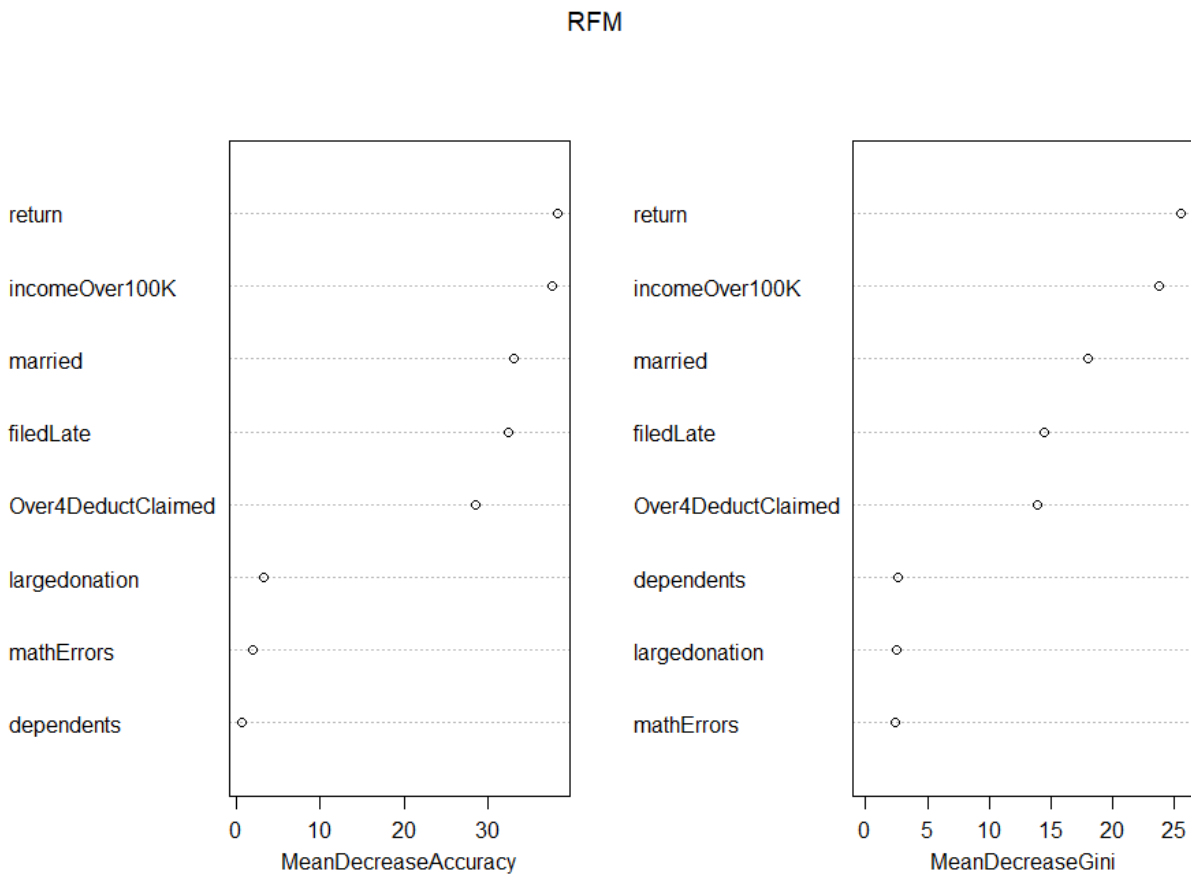 RFM
return
incomeOver100K
married
filedLate
Over4DeductClaimed
largedonation
mathErrors
dependents
0 10 20 30
MeanDecreaseAccuracy
return
incomeOver100K
married
filedLate
Over4DeductClaimed
dependents
largedonation
mathErrors
0 5 10 15 20 25
MeanDecreaseGini